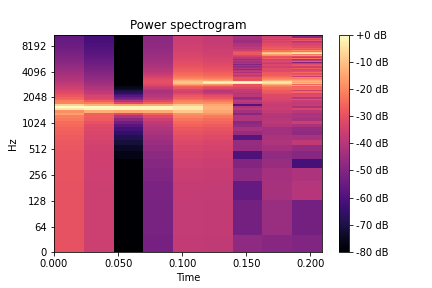 Power spectrogram
8192
4096
2048
1024
512
256
128
64
0
Hz
0.000 0.050 0.100 0.150 0.200
Time
+0 dB
-10 dB
-20 dB
-30 dB
-40 dB
-50 dB
-60 dB
-70 dB
-80 dB